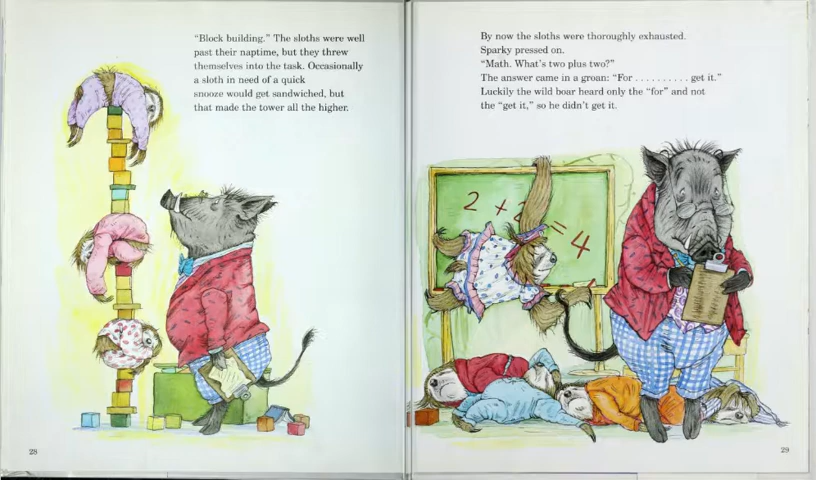 "Block building." The sloths were well
past their naptime, but they threw
themselves into the task. Occasionally
a sloth in need of a quick
snooze would get sandwiched, but
that made the tower all the higher.
28
By now the sloths were thoroughly exhausted.
Sparky pressed on.
"Math. What's two plus two?"
The answer came in a groan: "For . . . . . . . . . . get it."
Luckily the wild boar heard only the "for" and not
the "get it," so he didn't get it.
2 + 2 = 4
29